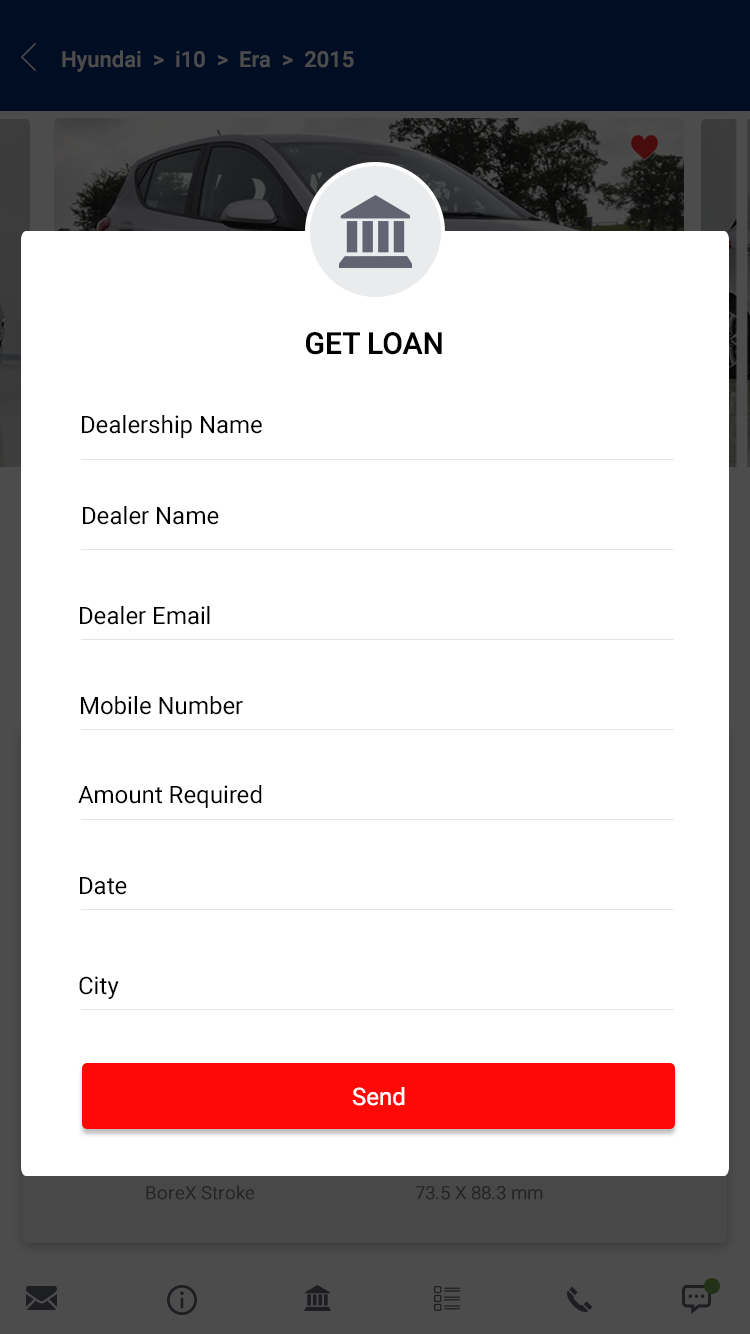 Hyundai > i10 > Era > 2015
GET LOAN
Dealership Name
Dealer Name
Dealer Email
Mobile Number
Amount Required
Date
City
Send
BoreX Stroke 73.5 X 88.3 mm